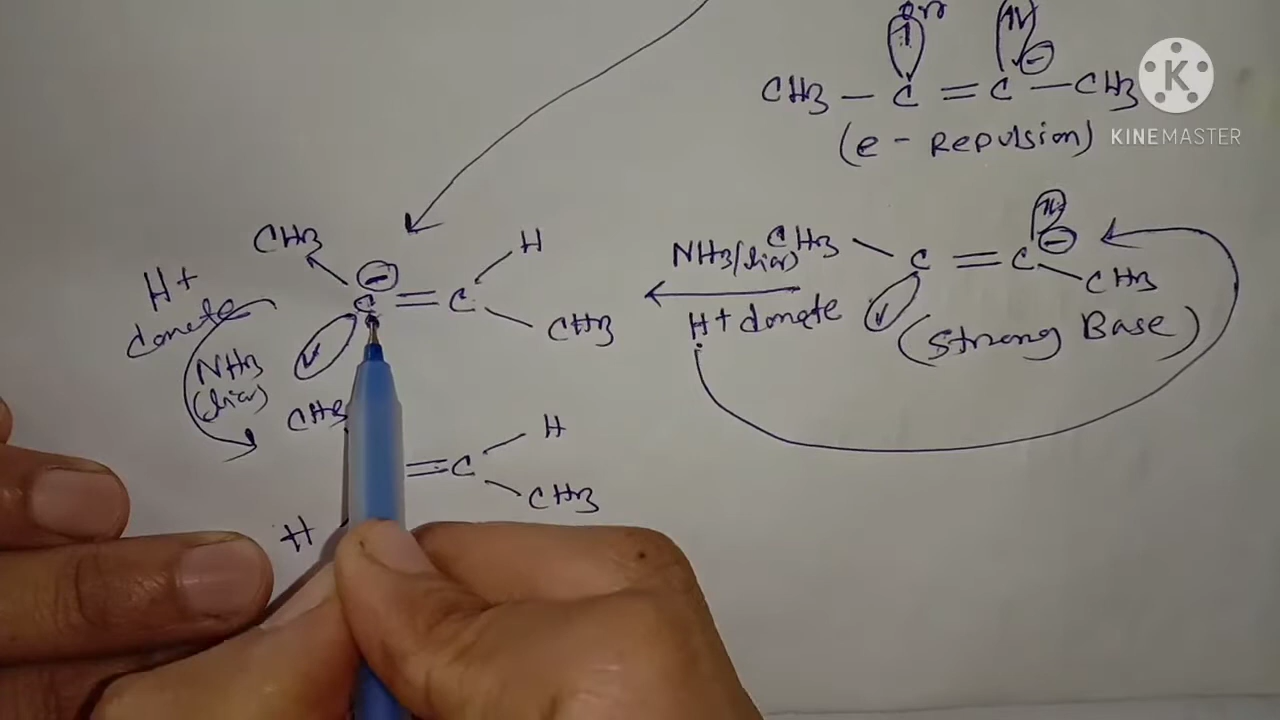 CH3 — C = C — CH3
(e - Repulsion)
KINEMASTER
NH3(liq) CH3
C = C
CH3
H+ donate
(Strong Base)
CH3
H
C = C
CH3
H+
donate
NH3
(liq)
CH3
H
= C
CH3
H